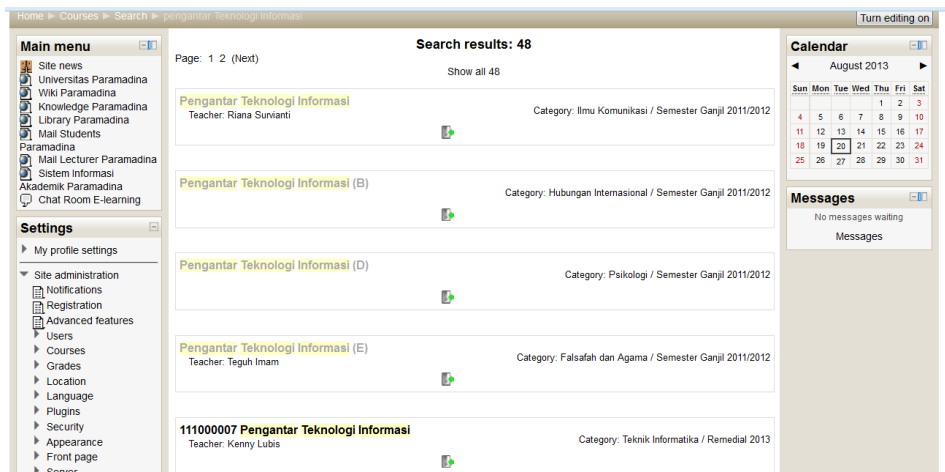 Home ► Courses ► Search ► pengantar Teknologi Informasi
Turn editing on
Main menu
Site news
Universitas Paramadina
Wiki Paramadina
Knowledge Paramadina
Library Paramadina
Mail Students
Paramadina
Mail Lecturer Paramadina
Sistem Informasi
Akademik Paramadina
Chat Room E-learning
Settings
My profile settings
Site administration
Notifications
Registration
Advanced features
Users
Courses
Grades
Location
Language
Plugins
Security
Appearance
Front page
Server
Search results: 48
Page: 1 2 (Next)
Show all 48
Pengantar Teknologi Informasi
Teacher: Riana Survianti
Category: Ilmu Komunikasi / Semester Ganjil 2011/2012
Pengantar Teknologi Informasi (B)
Category: Hubungan Internasional / Semester Ganjil 2011/2012
Pengantar Teknologi Informasi (D)
Category: Psikologi / Semester Ganjil 2011/2012
Pengantar Teknologi Informasi (E)
Teacher: Teguh Imam
Category: Falsafah dan Agama / Semester Ganjil 2011/2012
111000007 Pengantar Teknologi Informasi
Teacher: Kenny Lubis
Category: Teknik Informatika / Remedial 2013
Calendar
◄ August 2013 ►
Sun Mon Tue Wed Thu Fri Sat
1 2 3
4 5 6 7 8 9 10
11 12 13 14 15 16 17
18 19 20 21 22 23 24
25 26 27 28 29 30 31
Messages
No messages waiting
Messages